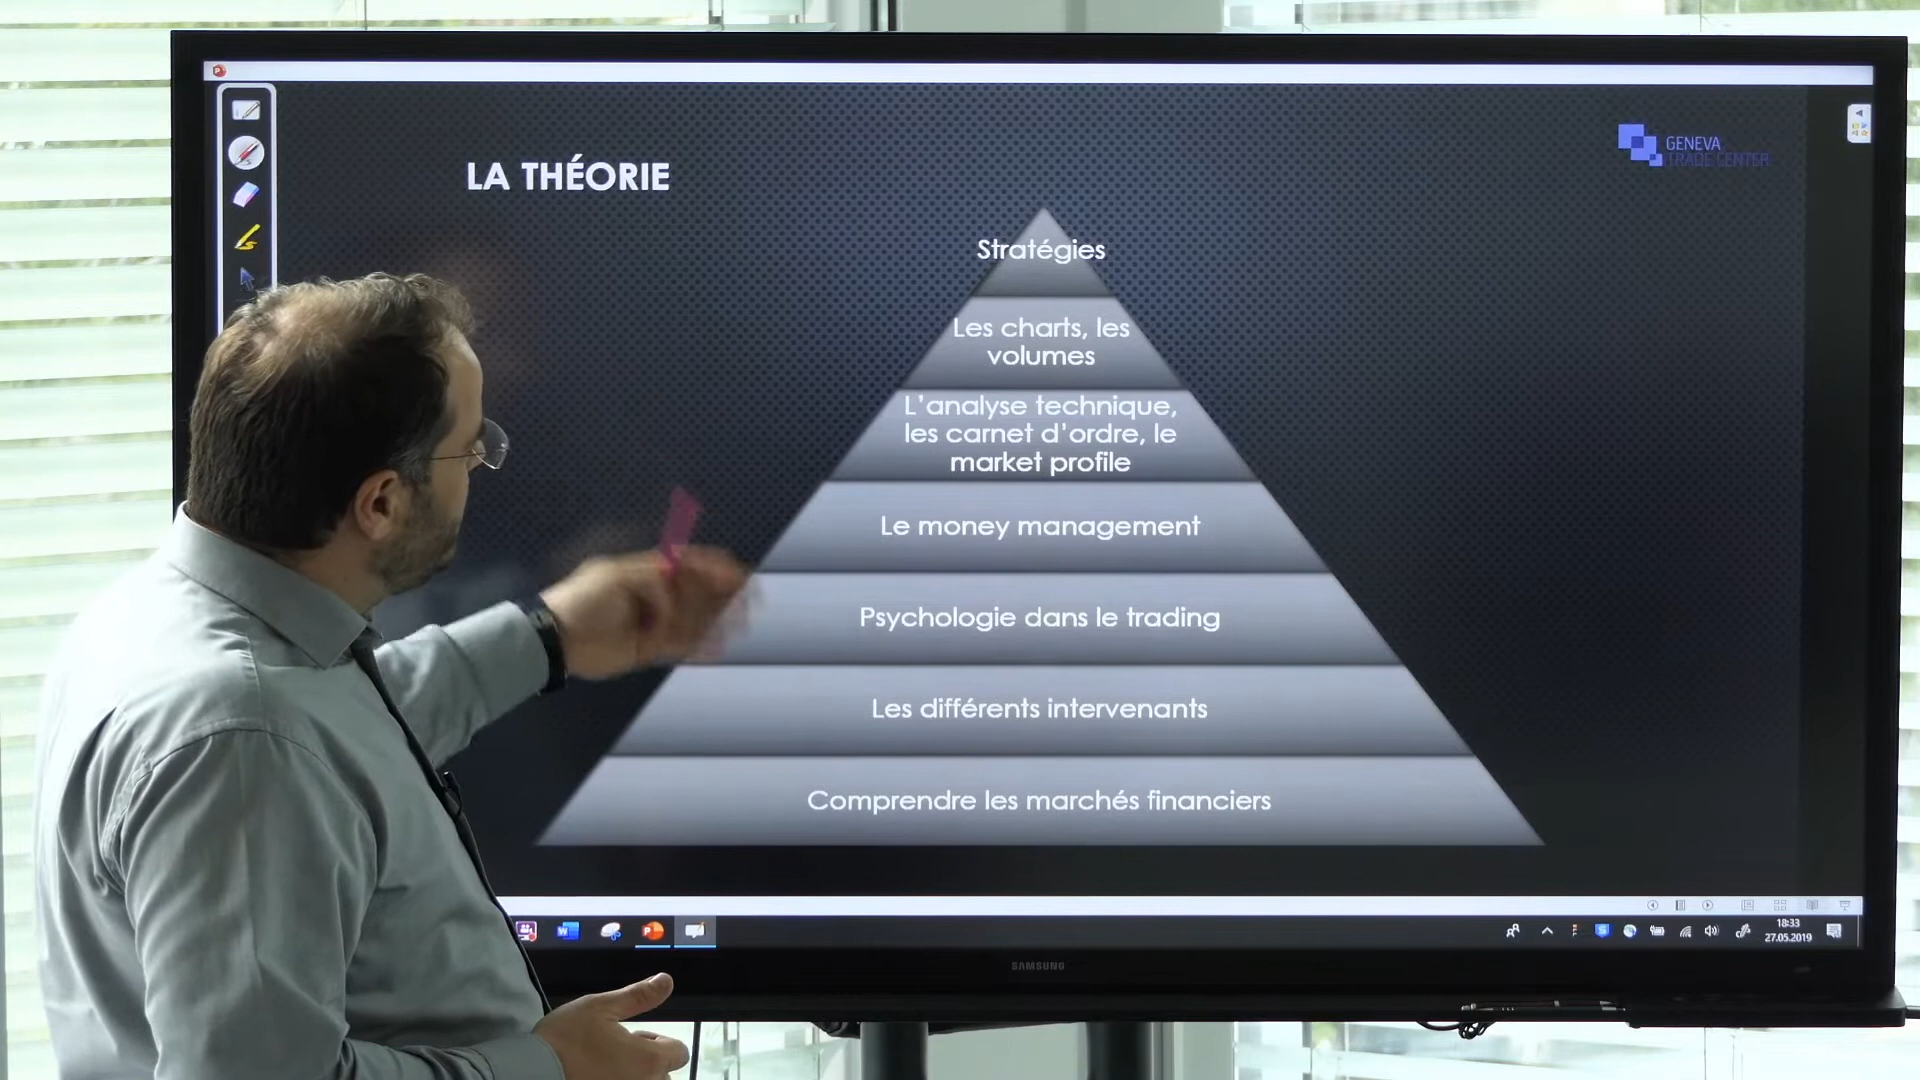 LA THÉORIE
GENEVA
TRADE CENTER
Stratégies
Les charts, les
volumes
L'analyse technique,
les carnet d'ordre, le
market profile
Le money management
Psychologie dans le trading
Les différents intervenants
Comprendre les marchés financiers
18:33
27.05.2019
SAMSUNG